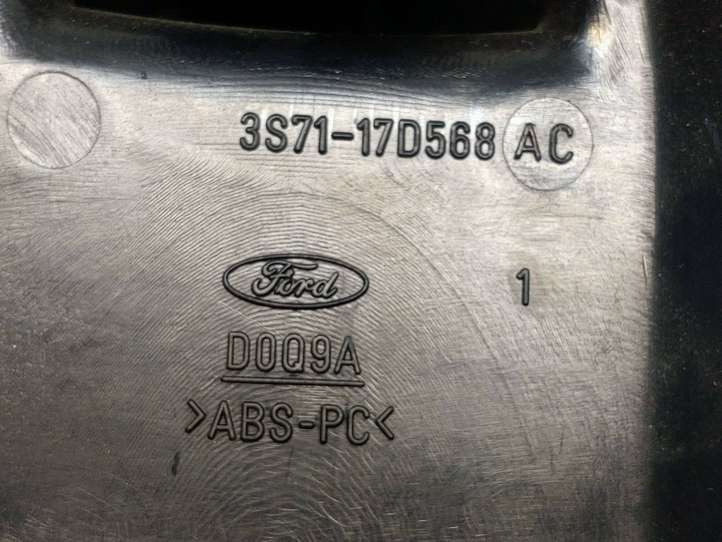 3S71-17D568 AC
Ford
1
D0Q9A
>ABS-PC<